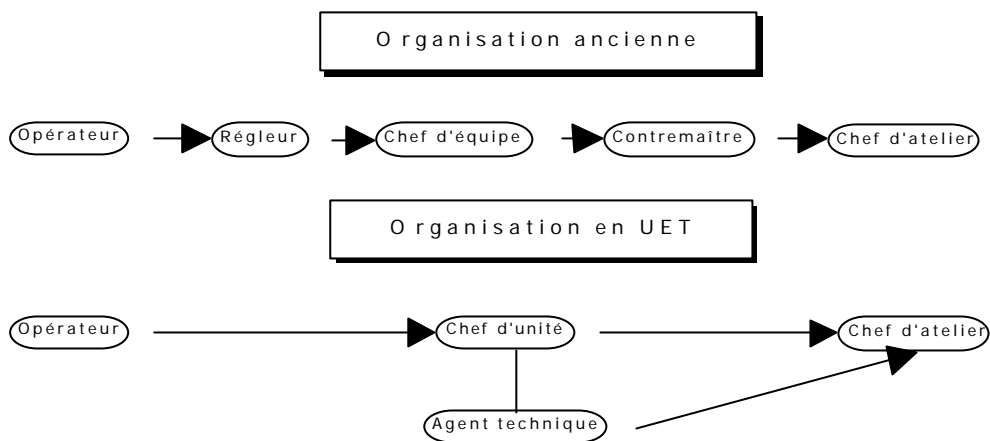 Organisation ancienne
Opérateur Régleur Chef d'équipe Contremaître Chef d'atelier
Organisation en UET
Opérateur Chef d'unité Chef d'atelier
Agent technique